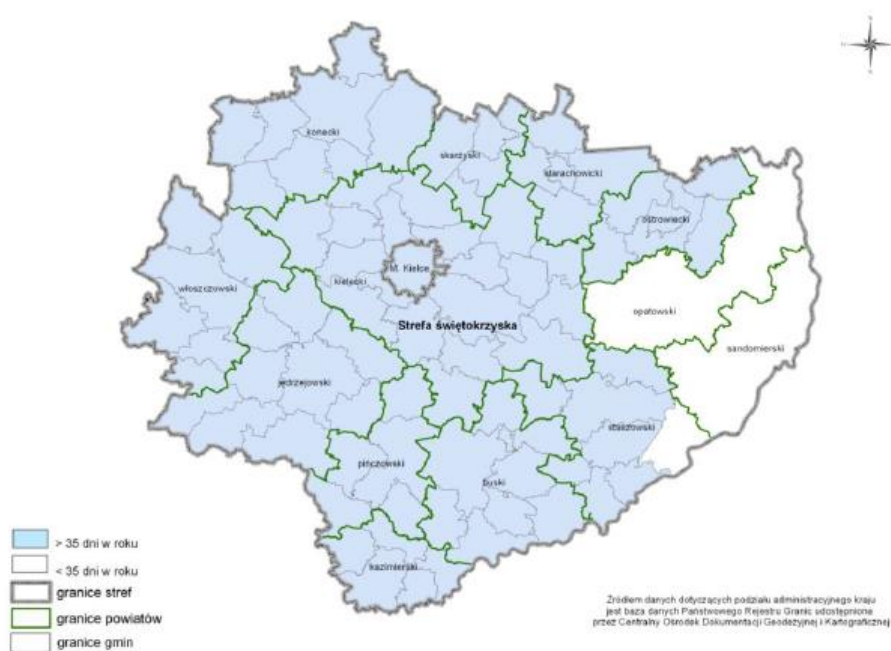 N
konecki
skarżyski
starachowicki
ostrowiecki
M. Kielce
włoszczowski
kielecki
opatowski
Strefa świętokrzyska
sandomierski
jędrzejowski
staszowski
pińczowski
buski
kazimierski
> 35 dni w roku
< 35 dni w roku
granice stref
granice powiatów
granice gmin
Źródłem danych dotyczących podziału administracyjnego kraju
jest baza danych Państwowego Rejestru Granic udostępnione
przez Centralny Ośrodek Dokumentacji Geodezyjnej i Kartograficznej